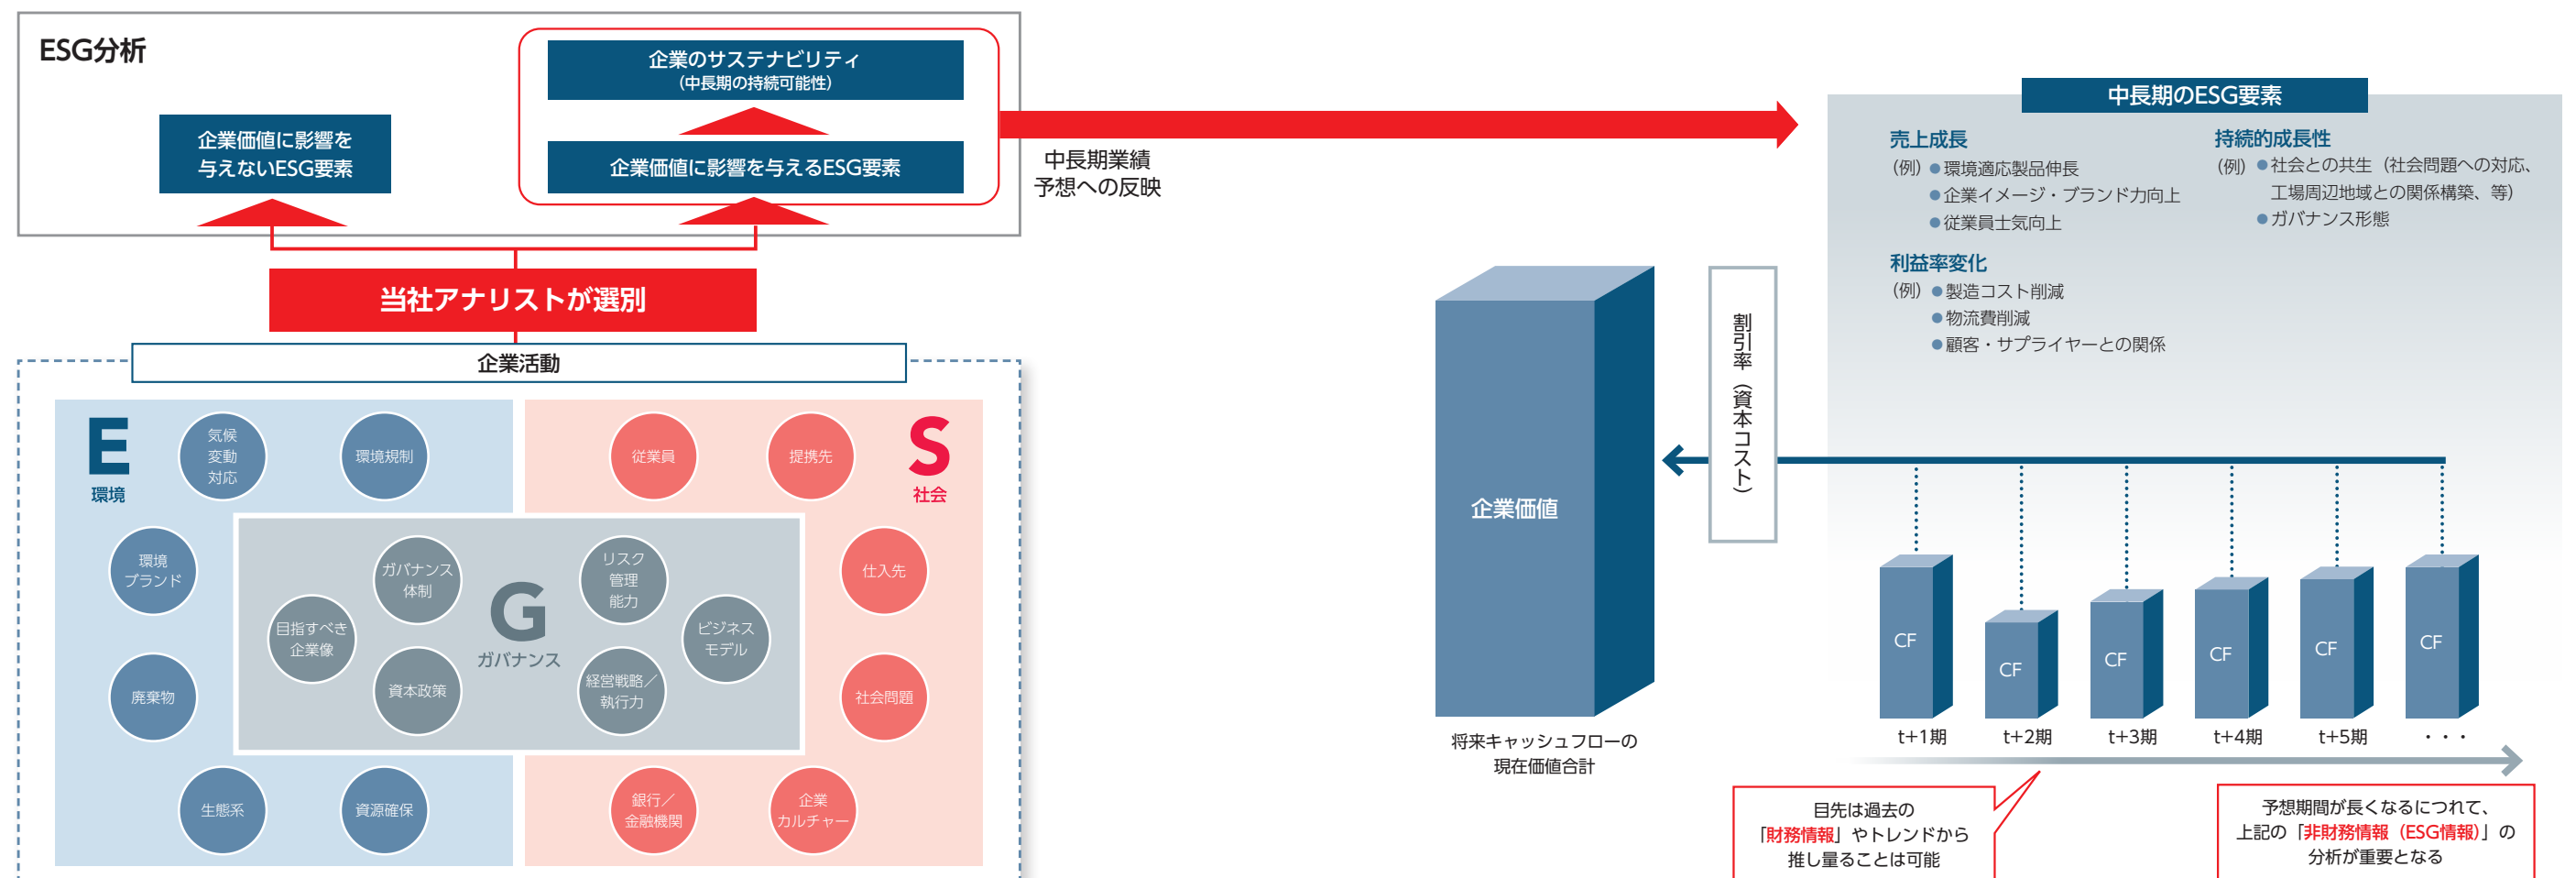 ESG分析
企業のサステナビリティ
（中長期の持続可能性）
企業価値に影響を
与えないESG要素
企業価値に影響を与えるESG要素
中長期業績
予想への反映
当社アナリストが選別
企業活動
E
環境
気候
変動
対応
環境規制
環境
ブランド
廃棄物
生態系
資源確保
S
社会
従業員
提携先
仕入先
社会問題
銀行／
金融機関
企業
カルチャー
G
ガバナンス
ガバナンス
体制
リスク
管理
能力
目指すべき
企業像
ビジネス
モデル
資本政策
経営戦略／
執行力
中長期のESG要素
売上成長
（例）●環境適応製品伸長
●企業イメージ・ブランド力向上
●従業員士気向上
利益率変化
（例）●製造コスト削減
●物流費削減
●顧客・サプライヤーとの関係
持続的成長性
（例）●社会との共生（社会問題への対応、
工場周辺地域との関係構築、等）
●ガバナンス形態
割引率（資本コスト）
企業価値
将来キャッシュフローの
現在価値合計
CF
CF
CF
CF
CF
CF
t+1期
t+2期
t+3期
t+4期
t+5期
・・・
目先は過去の
「財務情報」やトレンドから
推し量ることは可能
予想期間が長くなるにつれて、
上記の「非財務情報（ESG情報）」の
分析が重要となる